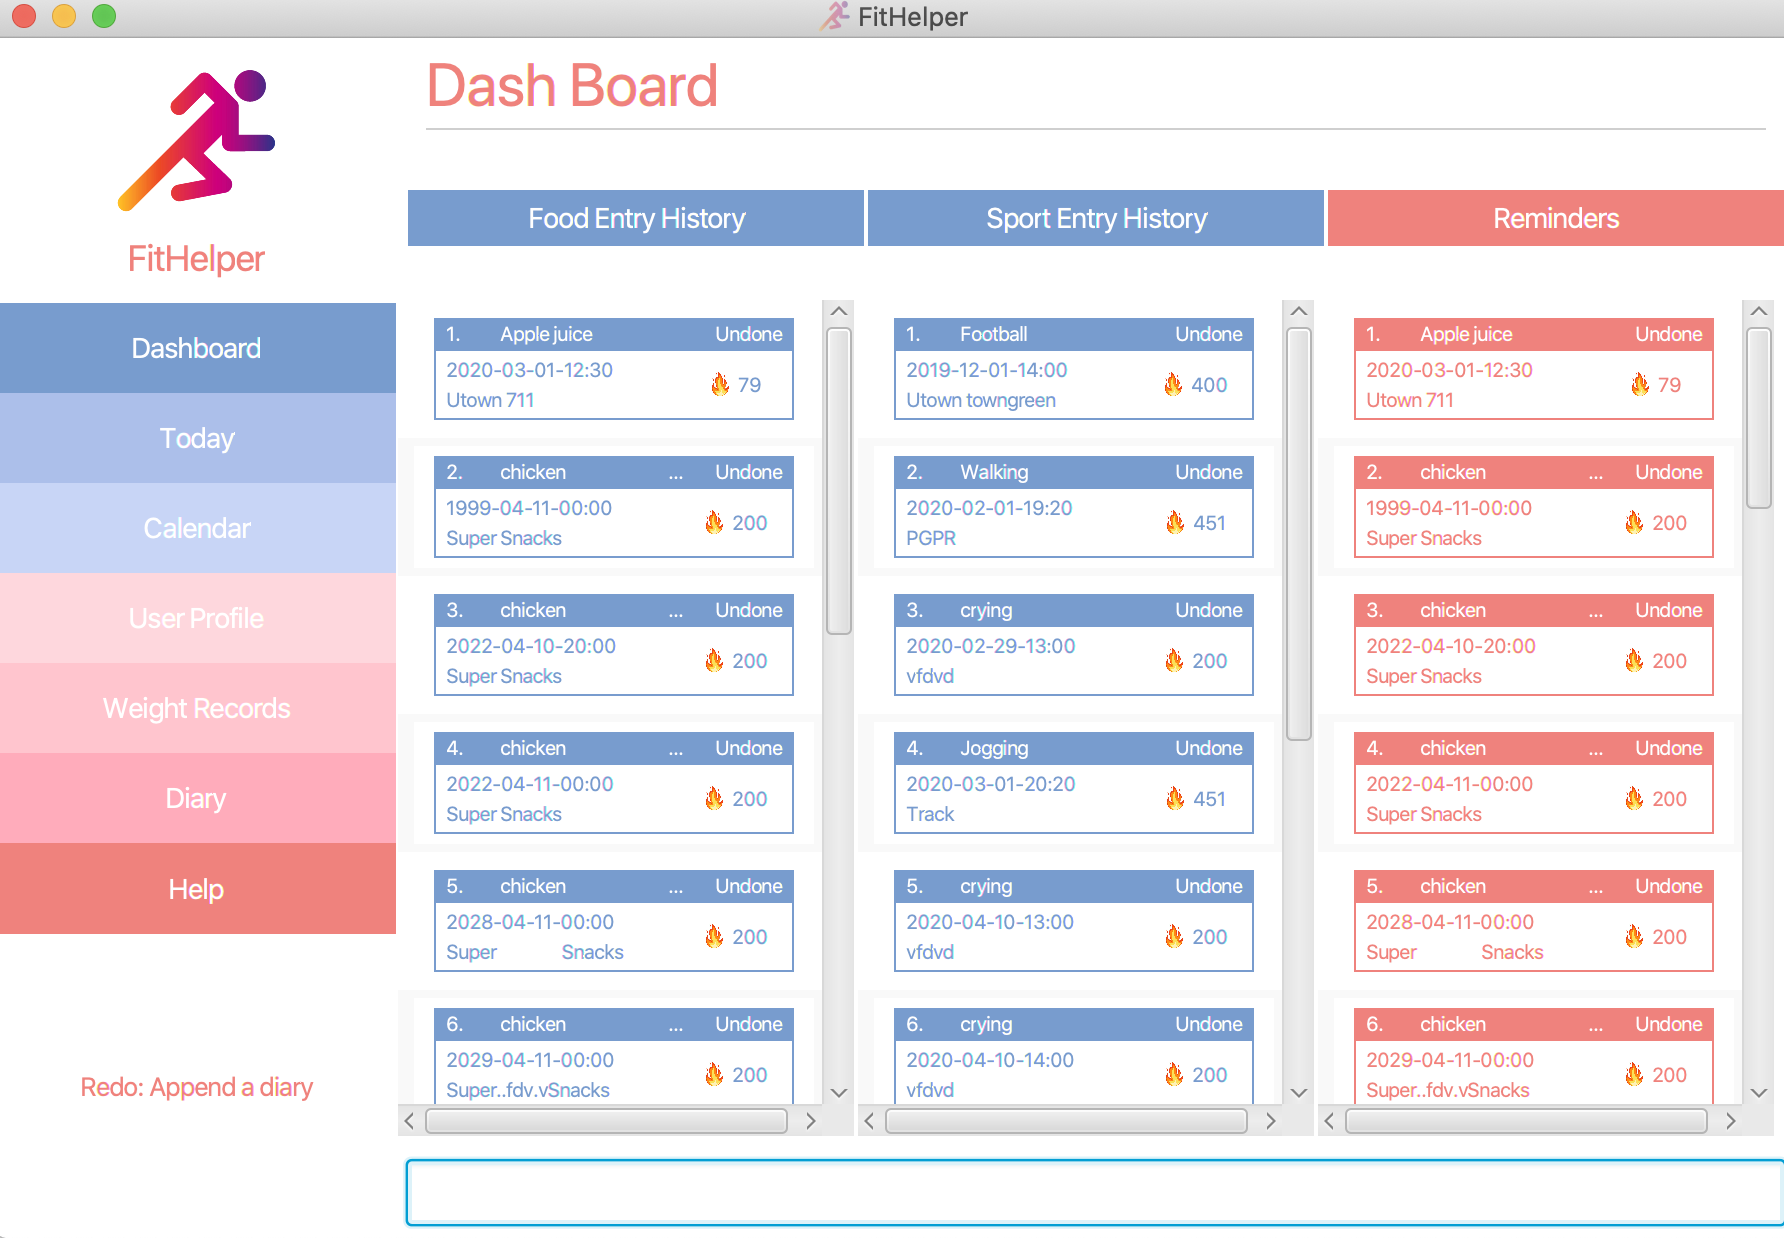 FitHelper
Dash Board
FitHelper
Dashboard
Today
Calendar
User Profile
Weight Records
Diary
Help
Redo: Append a diary
Food Entry History
1. Apple juice Undone
2020-03-01-12:30
79
Utown 711
2. chicken ... Undone
1999-04-11-00:00
200
Super Snacks
3. chicken ... Undone
2022-04-10-20:00
200
Super Snacks
4. chicken ... Undone
2022-04-11-00:00
200
Super Snacks
5. chicken ... Undone
2028-04-11-00:00
200
Super Snacks
6. chicken ... Undone
2029-04-11-00:00
200
Super..fdv.vSnacks
Sport Entry History
1. Football Undone
2019-12-01-14:00
400
Utown towngreen
2. Walking Undone
2020-02-01-19:20
451
PGPR
3. crying Undone
2020-02-29-13:00
200
vfdvd
4. Jogging Undone
2020-03-01-20:20
451
Track
5. crying Undone
2020-04-10-13:00
200
vfdvd
6. crying Undone
2020-04-10-14:00
200
vfdvd
Reminders
1. Apple juice Undone
2020-03-01-12:30
79
Utown 711
2. chicken ... Undone
1999-04-11-00:00
200
Super Snacks
3. chicken ... Undone
2022-04-10-20:00
200
Super Snacks
4. chicken ... Undone
2022-04-11-00:00
200
Super Snacks
5. chicken ... Undone
2028-04-11-00:00
200
Super Snacks
6. chicken ... Undone
2029-04-11-00:00
200
Super..fdv.vSnacks